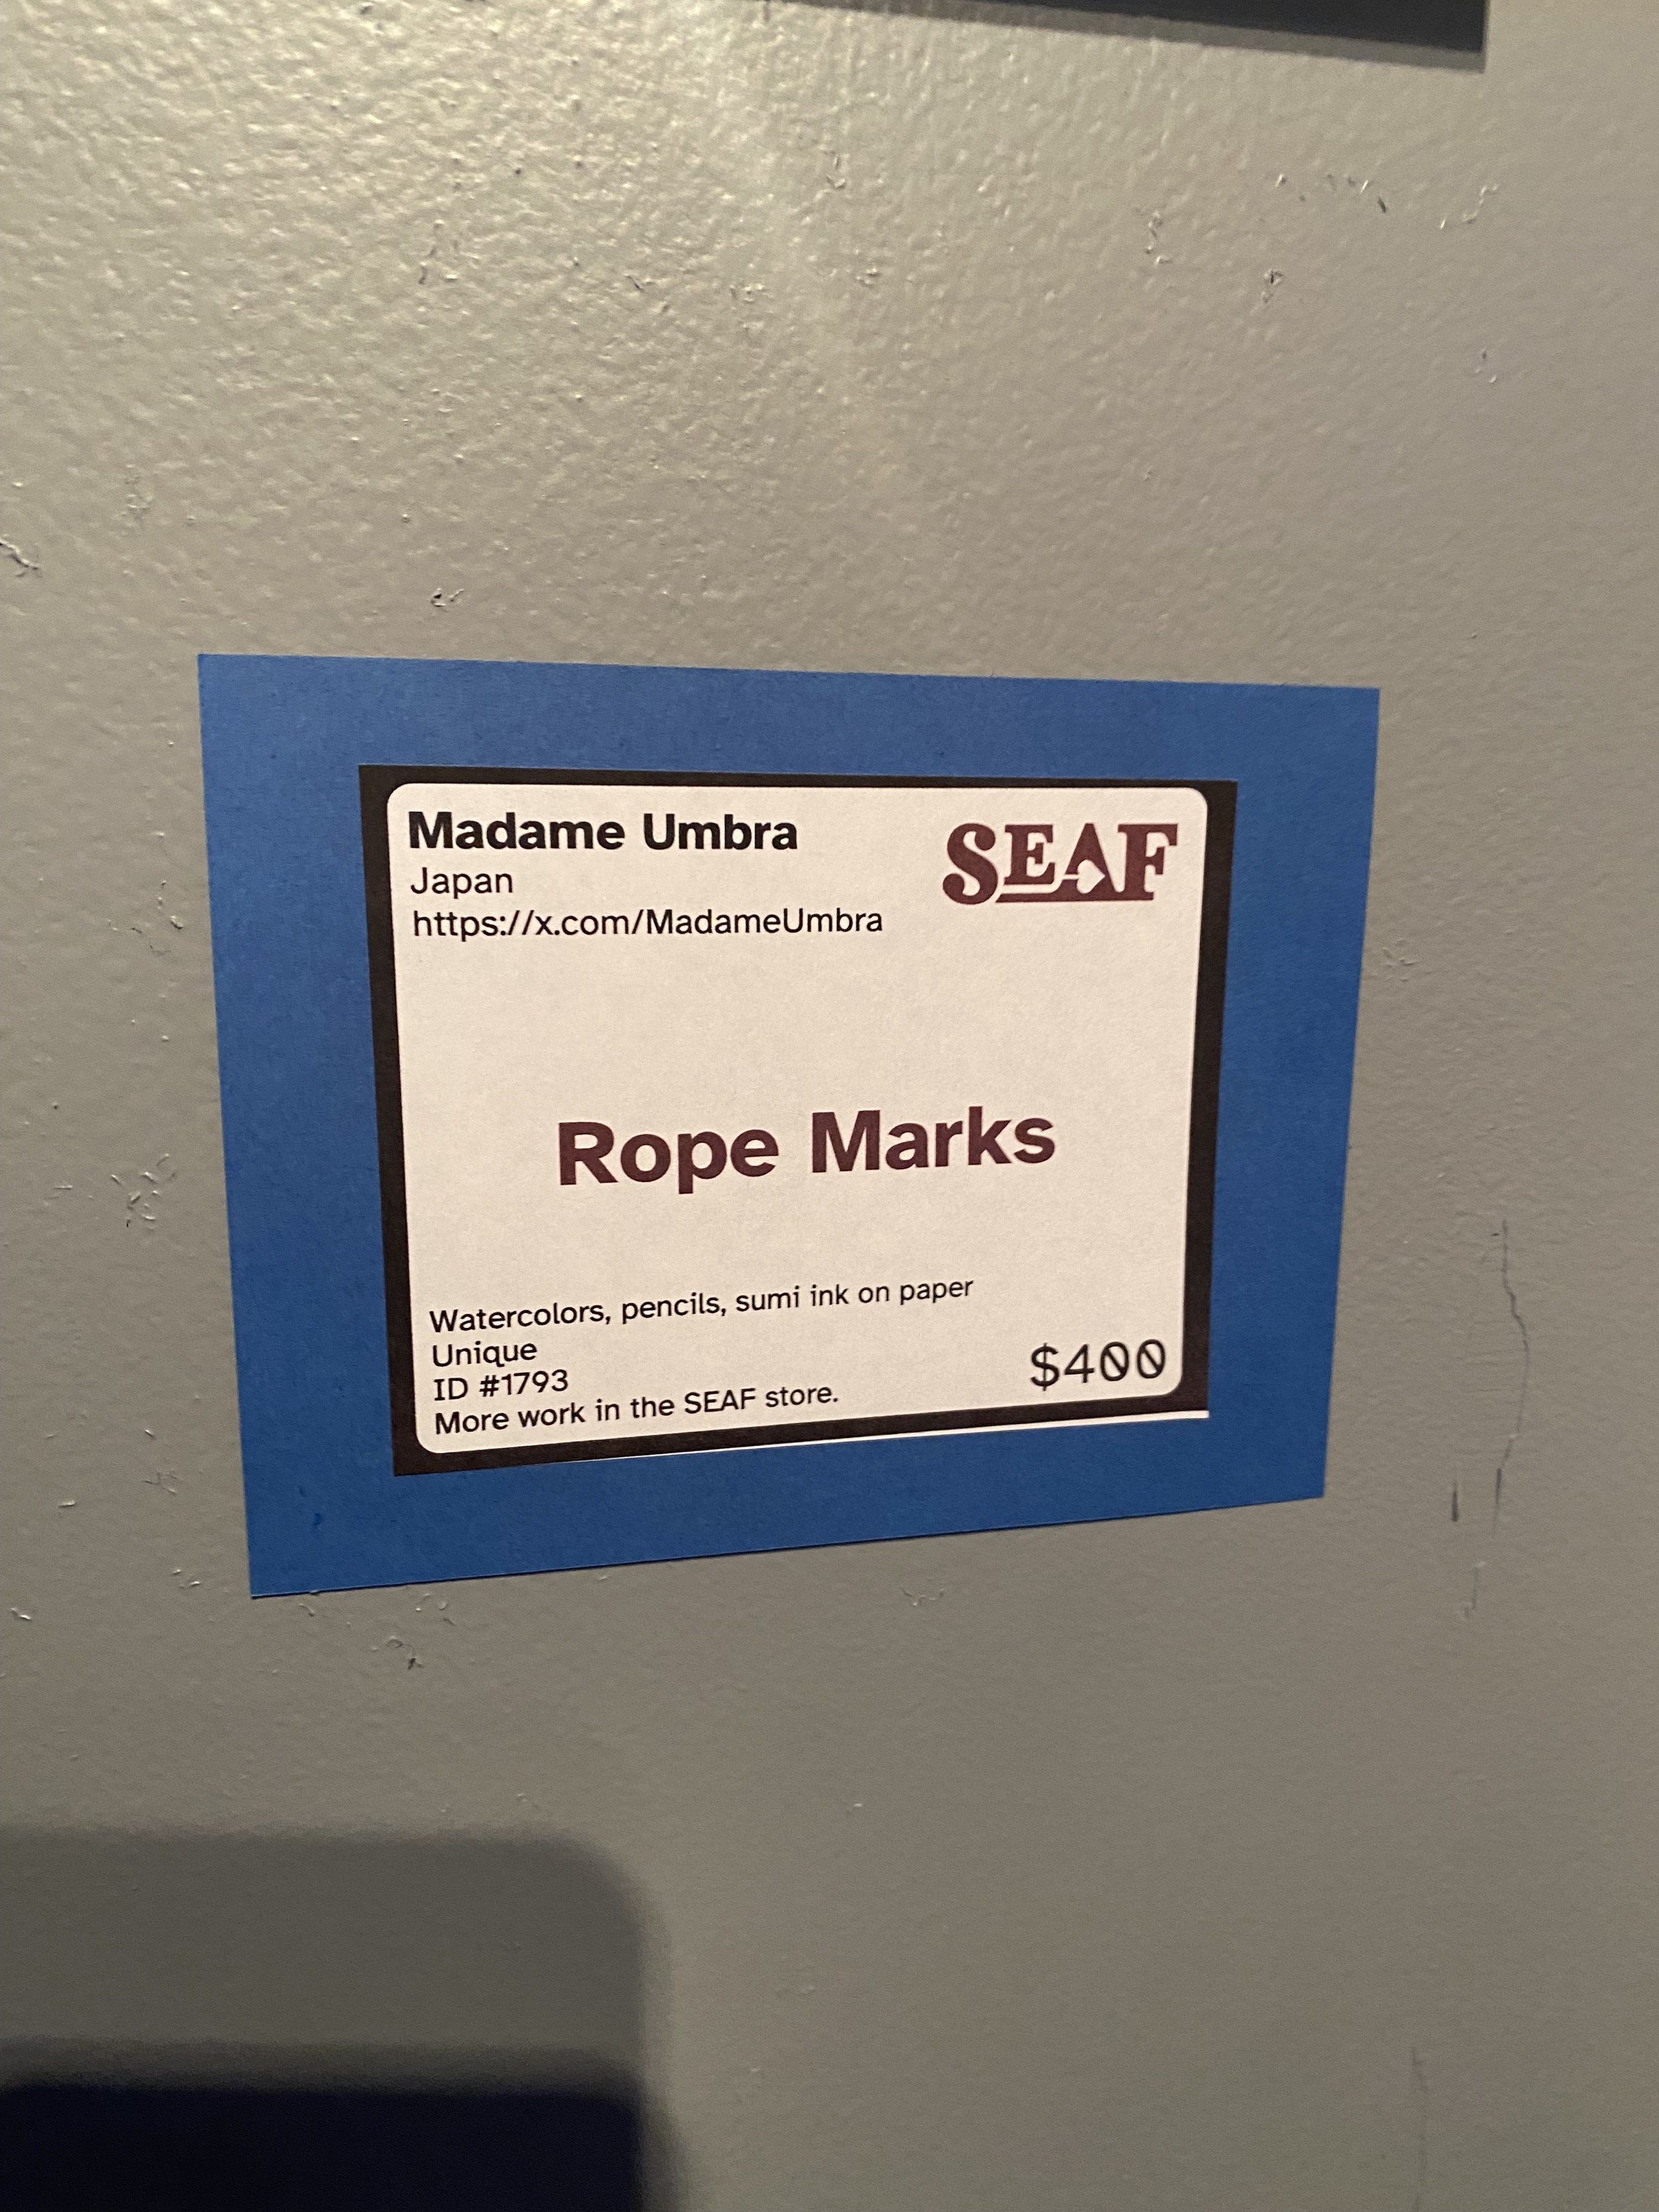 Madame Umbra
SEAF
Japan
https://x.com/MadameUmbra
Rope Marks
Watercolors, pencils, sumi ink on paper
Unique
ID #1793
More work in the SEAF store.
$400